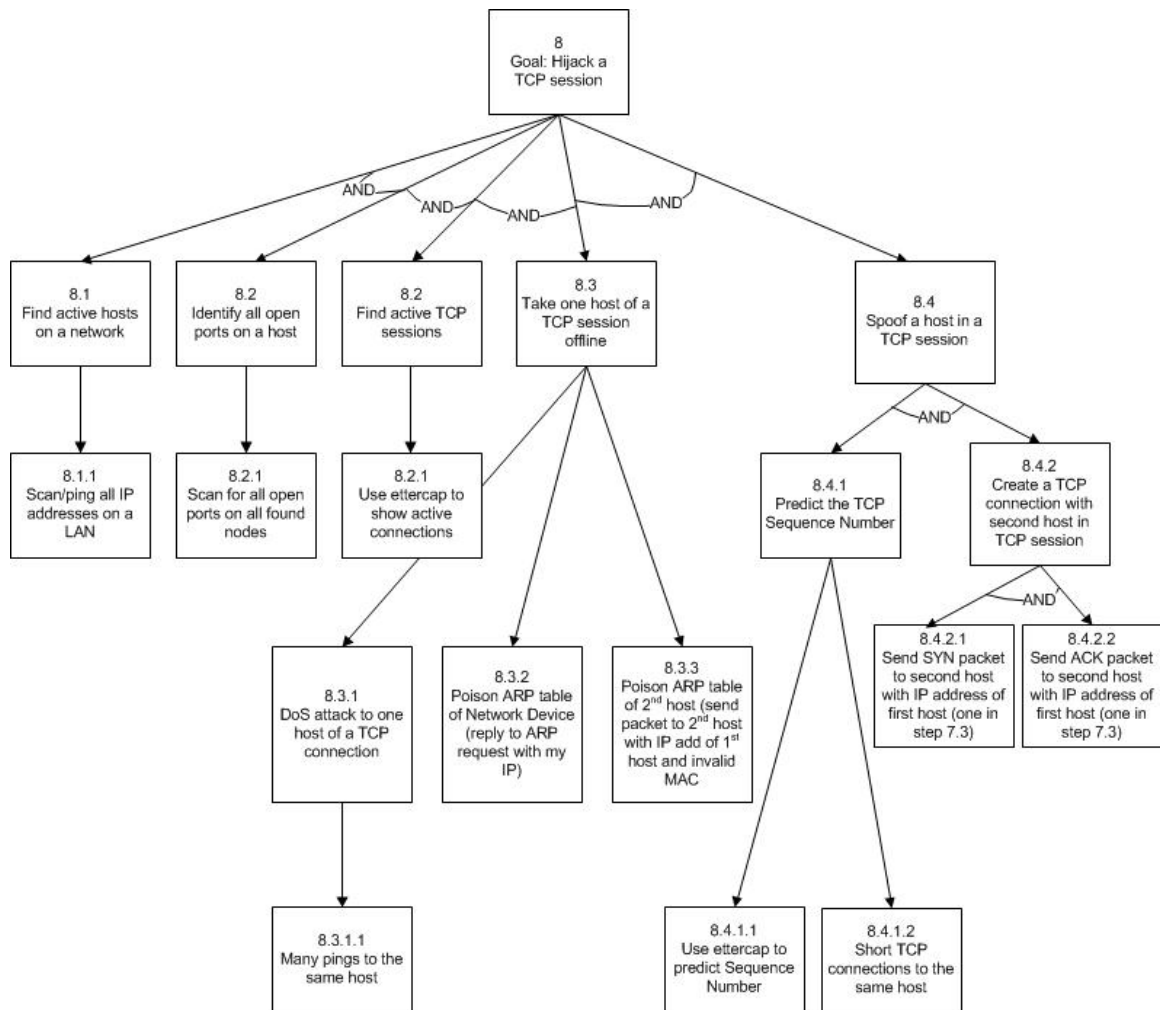 8
Goal: Hijack a
TCP session
AND
AND
AND
AND
8.1
Find active hosts
on a network
8.2
Identify all open
ports on a host
8.2
Find active TCP
sessions
8.3
Take one host of a
TCP session
offline
8.4
Spoof a host in a
TCP session
AND
8.1.1
Scan/ping all IP
addresses on a
LAN
8.2.1
Scan for all open
ports on all found
nodes
8.2.1
Use ettercap to
show active
connections
8.4.1
Predict the TCP
Sequence Number
8.4.2
Create a TCP
connection with
second host in
TCP session
AND
8.3.1
DoS attack to one
host of a TCP
connection
8.3.2
Poison ARP table
of Network Device
(reply to ARP
request with my
IP)
8.3.3
Poison ARP table
of 2nd host (send
packet to 2nd host
with IP add of 1st
host and invalid
MAC
8.4.2.1
Send SYN packet
to second host
with IP address of
first host (one in
step 7.3)
8.4.2.2
Send ACK packet
to second host
with IP address of
first host (one in
step 7.3)
8.3.1.1
Many pings to the
same host
8.4.1.1
Use ettercap to
predict Sequence
Number
8.4.1.2
Short TCP
connections to the
same host